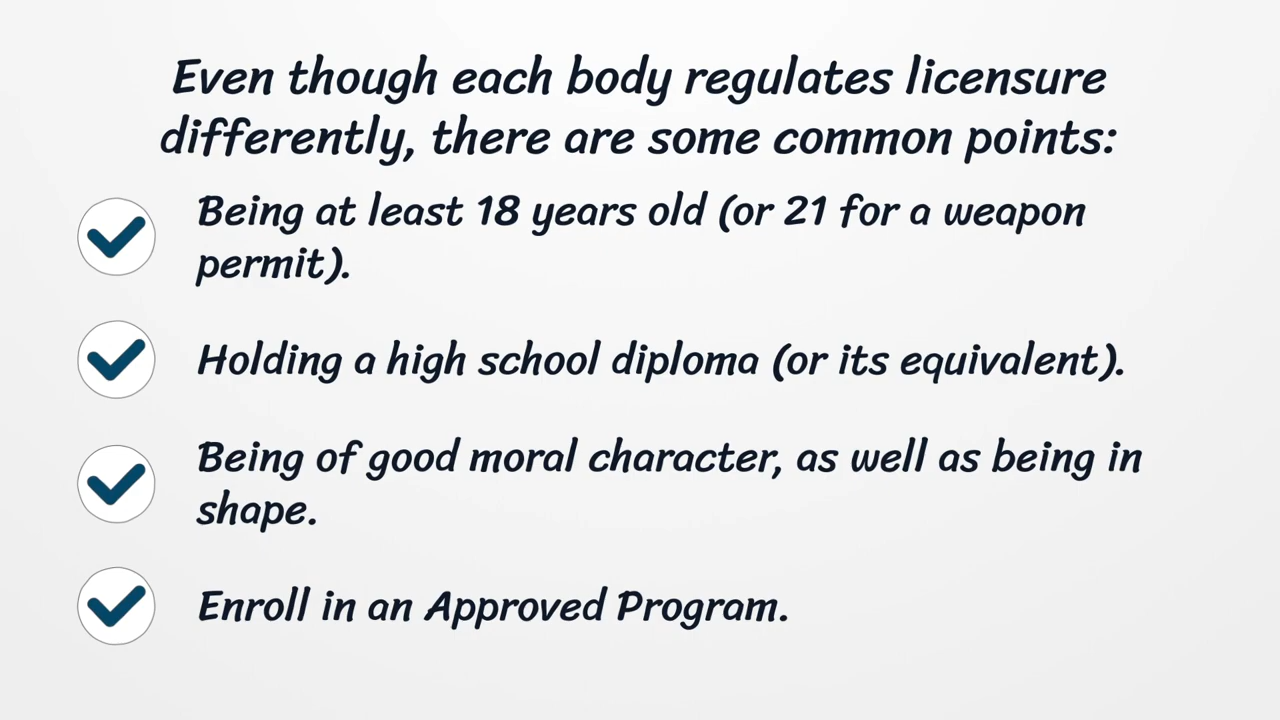 Even though each body regulates licensure
differently, there are some common points:
Being at least 18 years old (or 21 for a weapon
permit).
Holding a high school diploma (or its equivalent).
Being of good moral character, as well as being in
shape.
Enroll in an Approved Program.